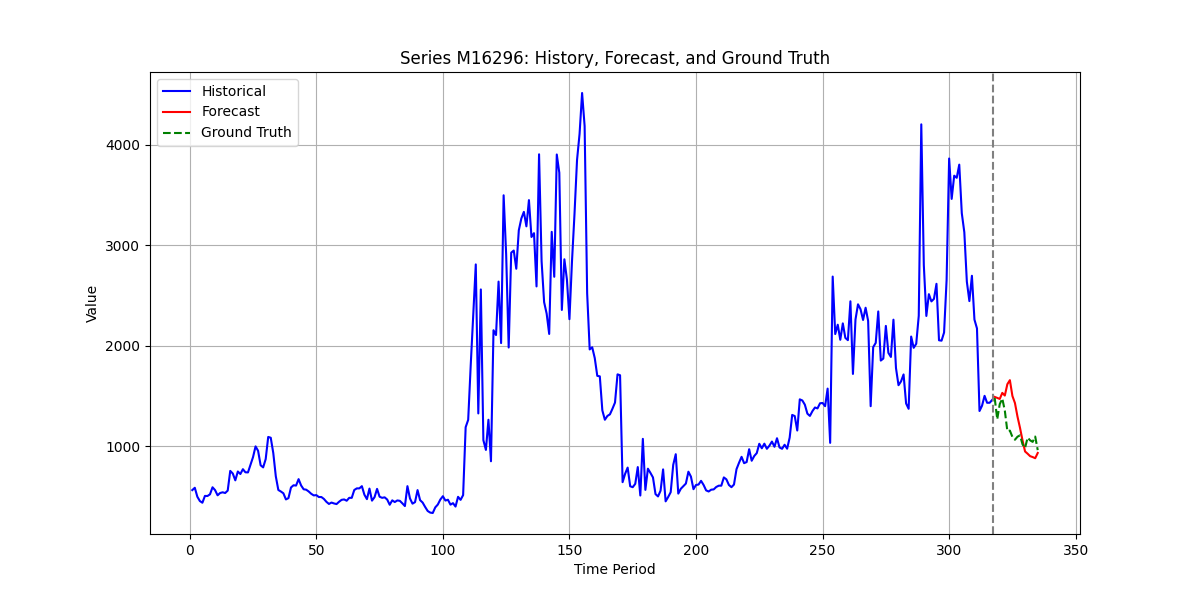 Series M16296: History, Forecast, and Ground Truth
Historical
Forecast
Ground Truth
4000
3000
2000
1000
Value
0 50 100 150 200 250 300 350
Time Period